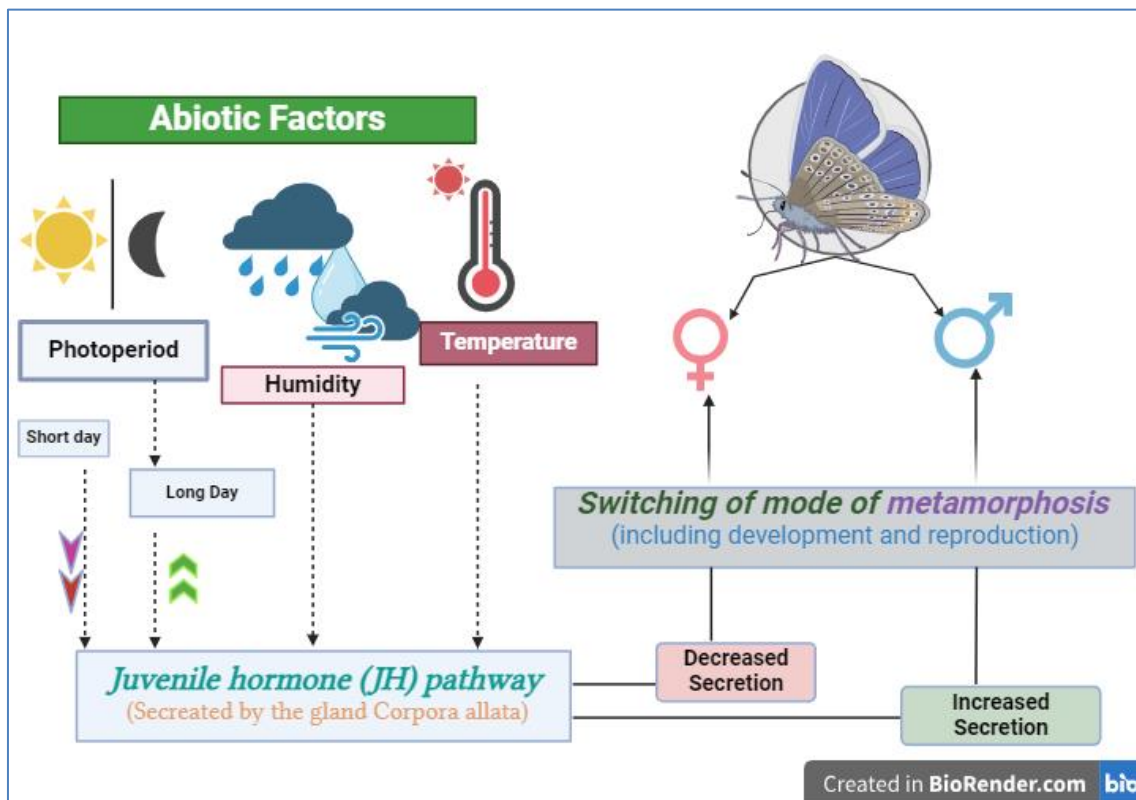 Abiotic Factors
Photoperiod
Humidity
Temperature
Short day
Long Day
Juvenile hormone (JH) pathway
(Secreated by the gland Corpora allata)
Switching of mode of metamorphosis
(including development and reproduction)
Decreased
Secretion
Increased
Secretion
Created in BioRender.com bio